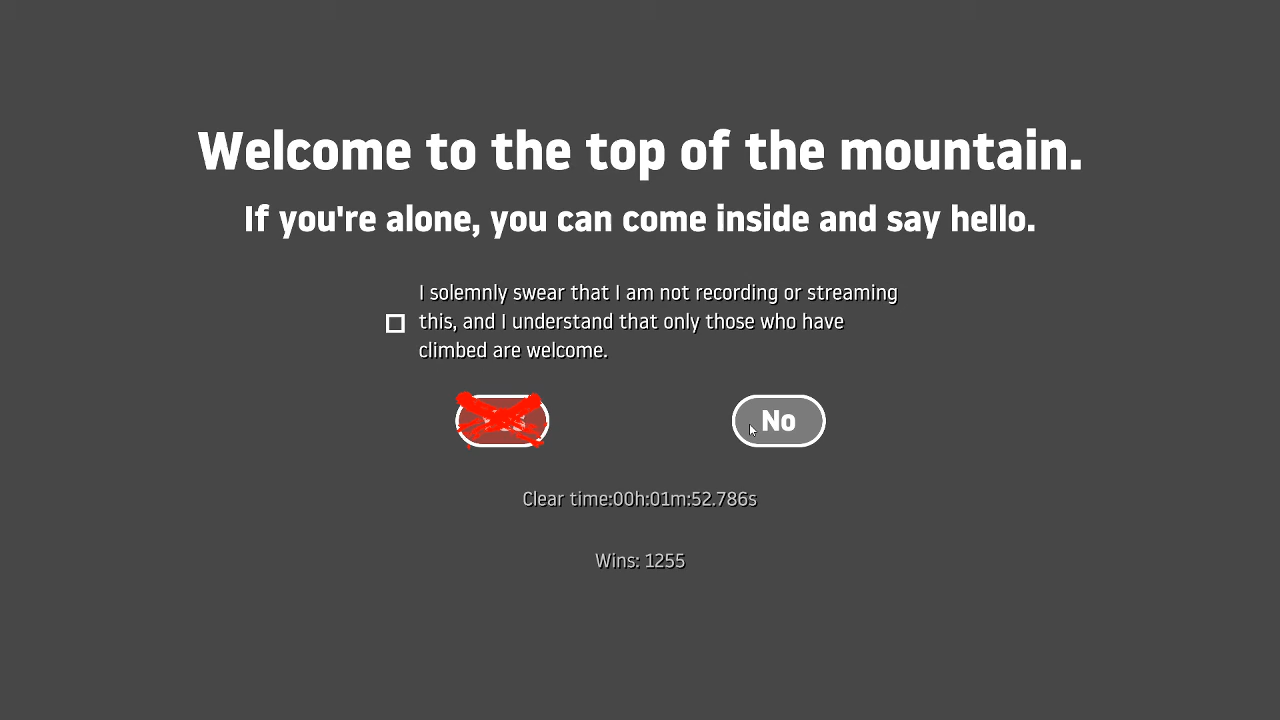 Welcome to the top of the mountain.
If you're alone, you can come inside and say hello.
I solemnly swear that I am not recording or streaming
this, and I understand that only those who have
climbed are welcome.
No
Clear time:00h:01m:52.786s
Wins: 1255